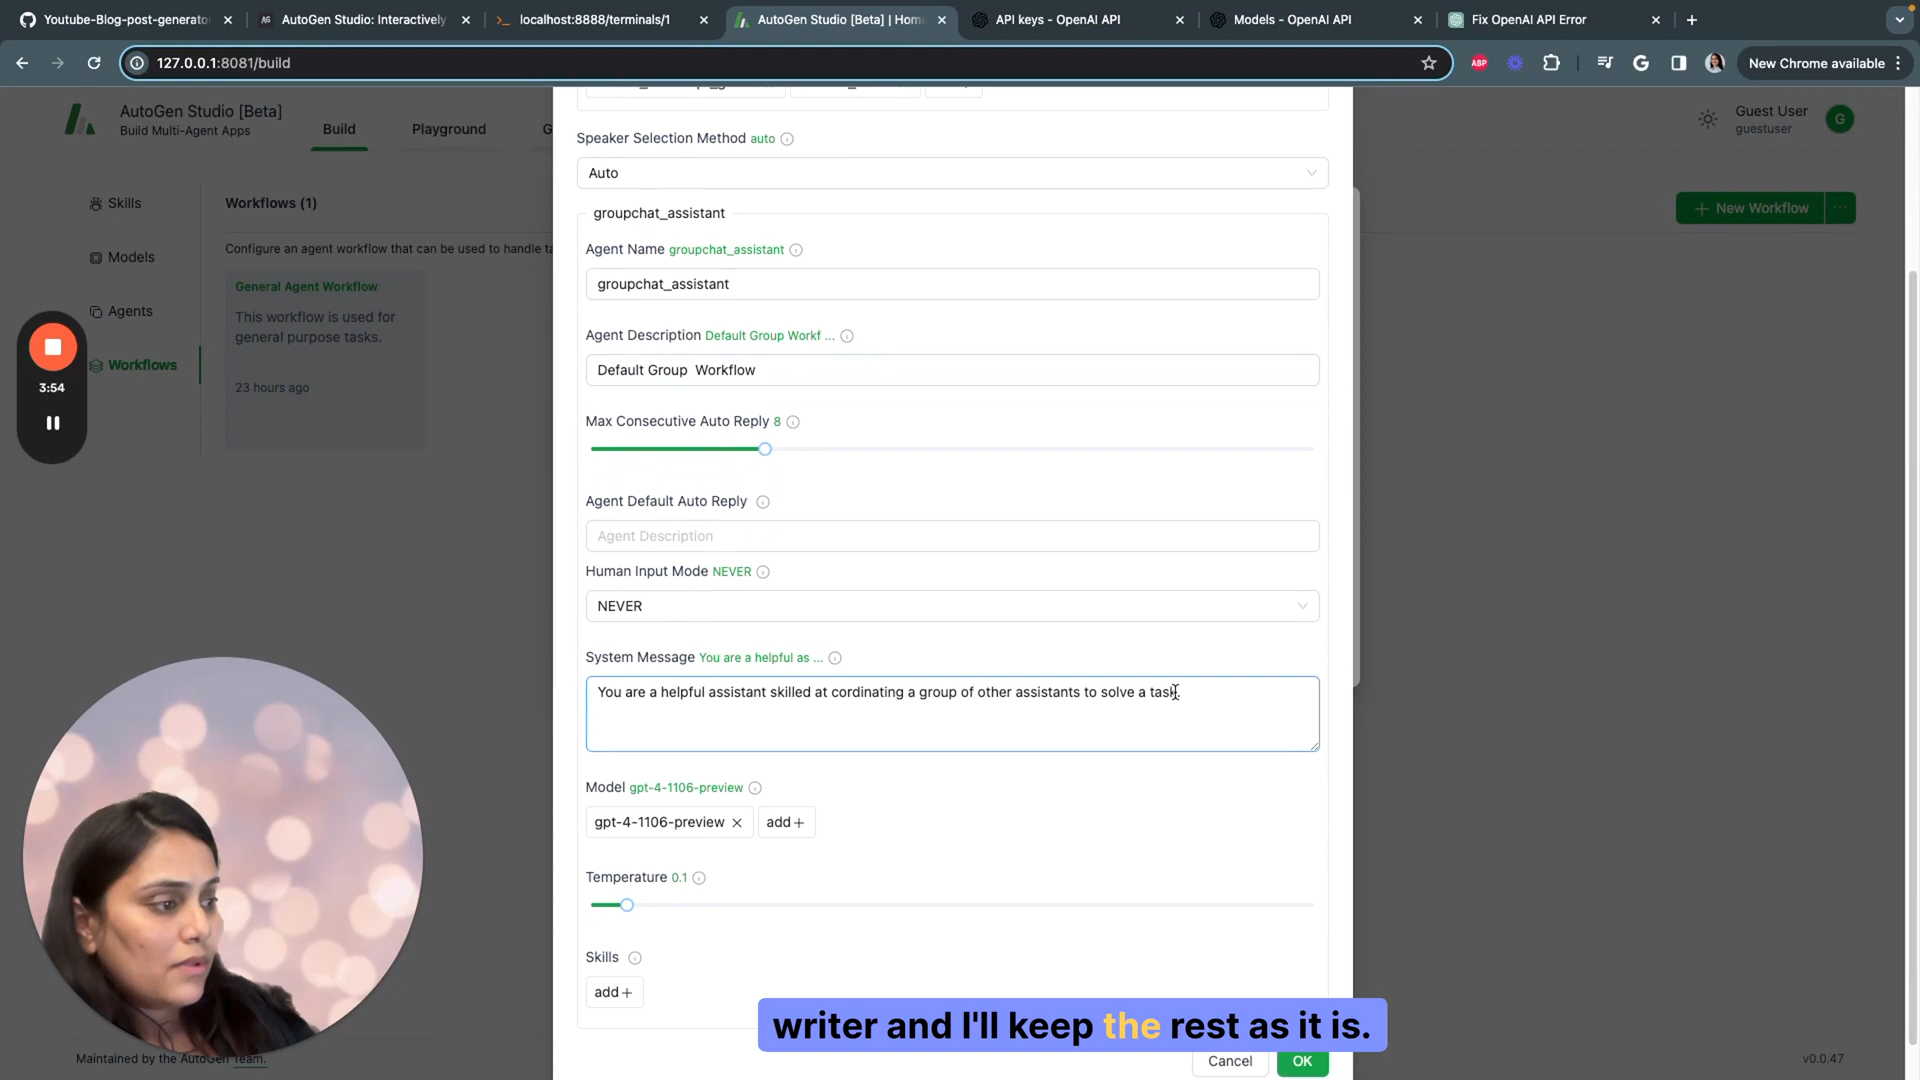 Youtube-Blog-post-generato
AutoGen Studio: Interactively
localhost:8888/terminals/1
AutoGen Studio [Beta] | Home
API keys - OpenAI API
Models - OpenAI API
Fix OpenAI API Error
127.0.0.1:8081/build
ABP
New Chrome available
AutoGen Studio [Beta]
Build Multi-Agent Apps
Build
Playground
G
Guest User
guestuser
G
Speaker Selection Method auto
Auto
Skills
Models
Agents
Workflows
Workflows (1)
Configure an agent workflow that can be used to handle ta
General Agent Workflow
This workflow is used for
general purpose tasks.
23 hours ago
New Workflow
3:54
groupchat_assistant
Agent Name groupchat_assistant
groupchat_assistant
Agent Description Default Group Workf ...
Default Group  Workflow
Max Consecutive Auto Reply 8
Agent Default Auto Reply
Agent Description
Human Input Mode NEVER
NEVER
System Message You are a helpful as ...
You are a helpful assistant skilled at cordinating a group of other assistants to solve a task.
Model gpt-4-1106-preview
gpt-4-1106-preview
add
Temperature 0.1
Skills
add
writer and I'll keep the rest as it is.
Cancel
OK
Maintained by the AutoGen Team.
v0.0.47